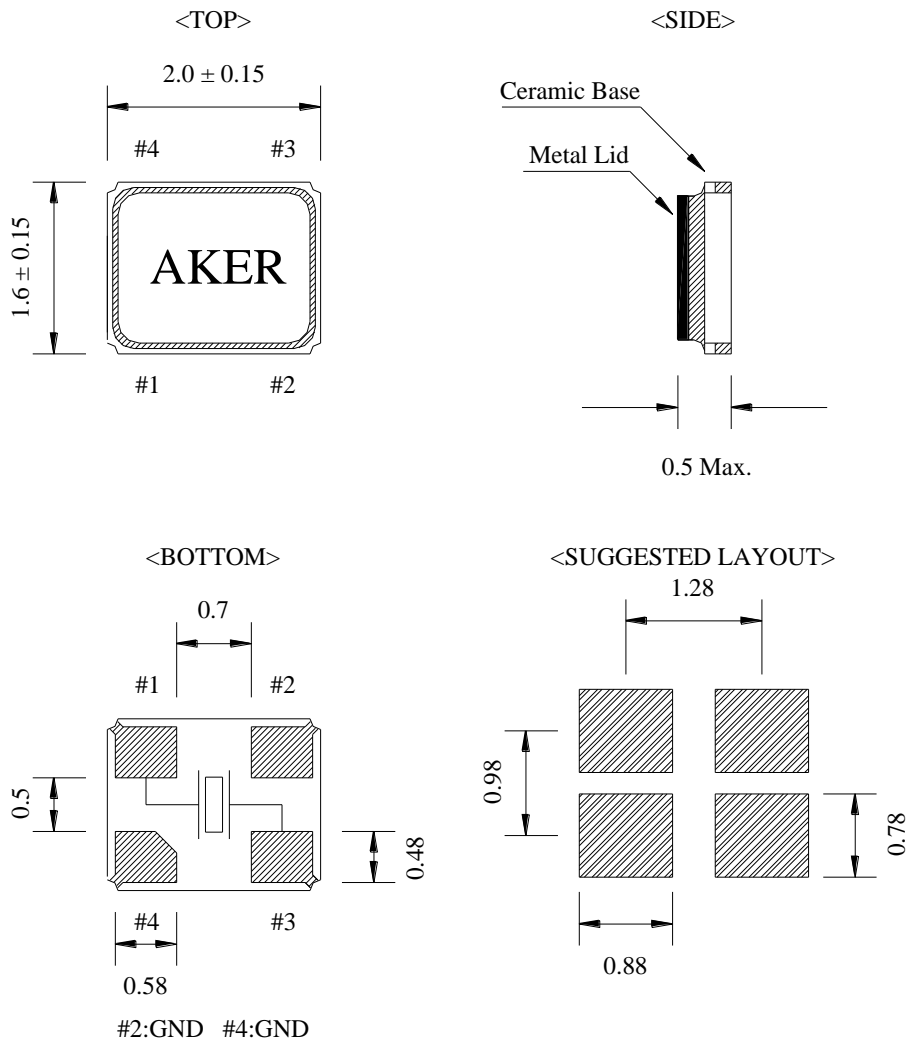 <TOP>
2.0 ± 0.15
#4 #3
1.6 ± 0.15
AKER
#1 #2
<SIDE>
Ceramic Base
Metal Lid
0.5 Max.
<BOTTOM>
0.7
#1 #2
0.5
0.48
#4 #3
0.58
#2:GND #4:GND
<SUGGESTED LAYOUT>
1.28
0.98
0.78
0.88